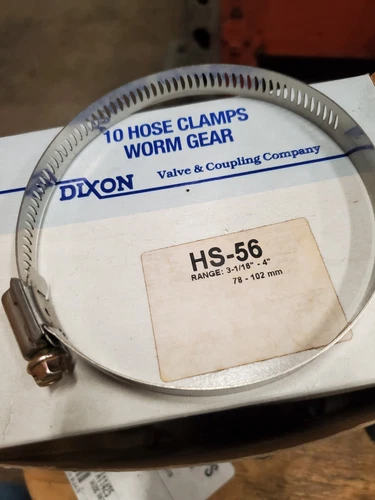 10 HOSE CLAMPS
WORM GEAR
DIXON
Valve & Coupling Company
HS-56
RANGE: 3-1/16" - 4"
78 - 102 mm